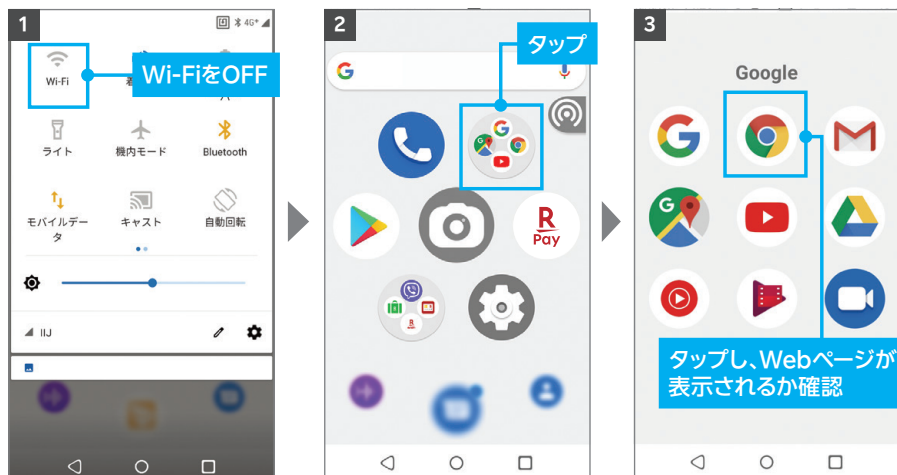 1
4G+
Wi-Fi
Wi-FiをOFF
ライト
機内モード
Bluetooth
モバイルデー
タ
キャスト
自動回転
IIJ
2
タップ
G
R
Pay
3
Google
タップし、Webページが
表示されるか確認